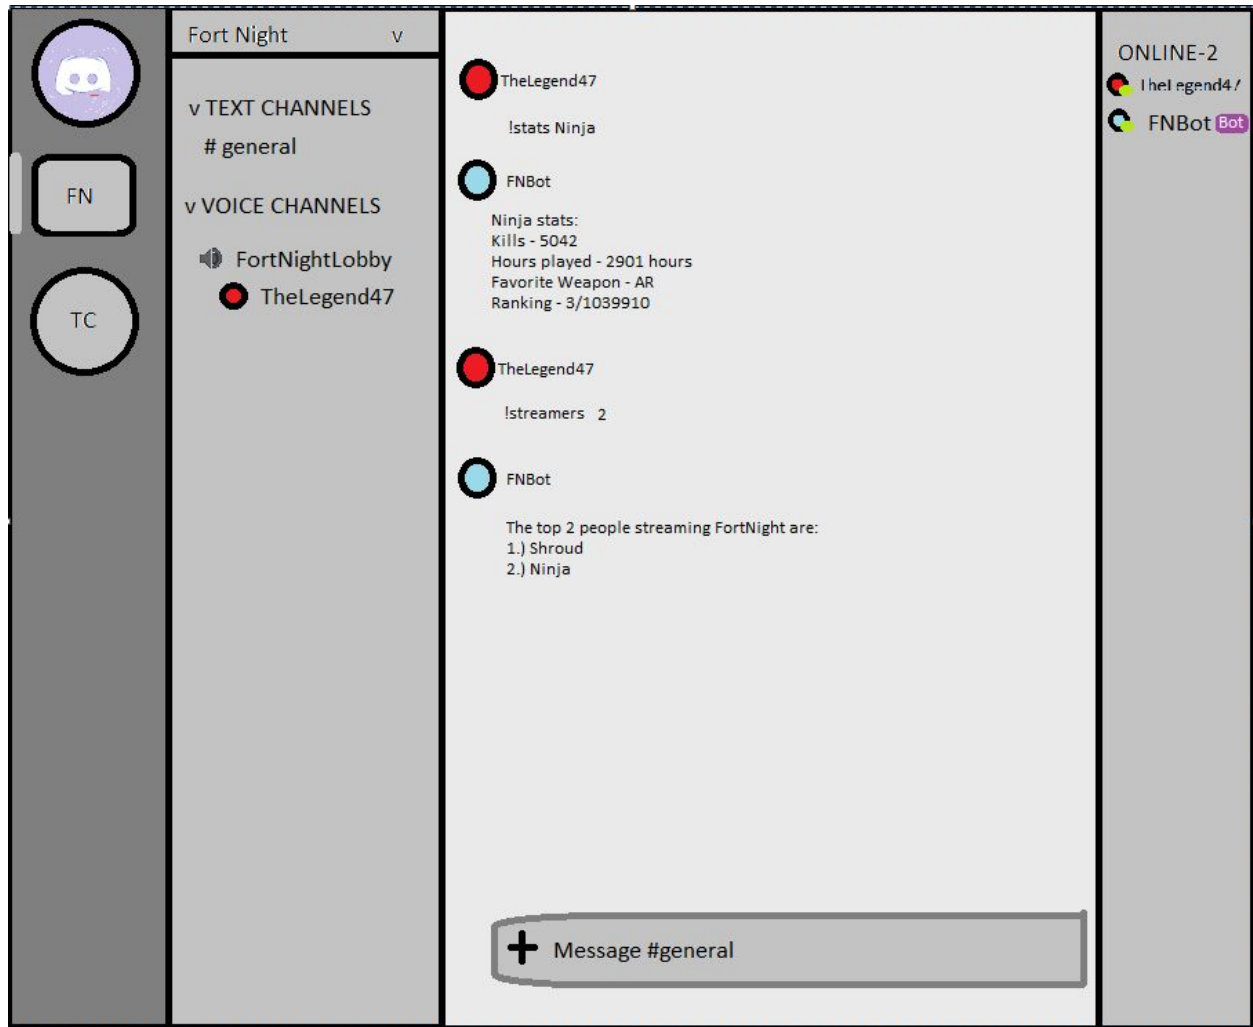 FN
TC
Fort Night v
v TEXT CHANNELS
# general
v VOICE CHANNELS
FortNightLobby
TheLegend47
TheLegend47
!stats Ninja
FNBot
Ninja stats:
Kills - 5042
Hours played - 2901 hours
Favorite Weapon - AR
Ranking - 3/1039910
TheLegend47
!streamers 2
FNBot
The top 2 people streaming FortNight are:
1.) Shroud
2.) Ninja
+ Message #general
ONLINE-2
TheLegend47
FNBot Bot